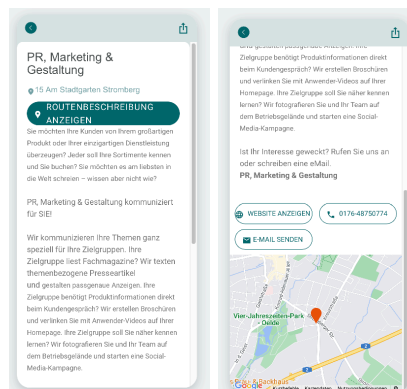 PR, Marketing &
Gestaltung
15 Am Stadtgarten Stromberg
ROUTENBESCHREIBUNG
ANZEIGEN
Sie möchten Ihre Kunden von Ihrem großartigen
Produkt oder Ihrer einzigartigen Dienstleistung
überzeugen? Jeder soll Ihre Sortimente kennen
und Sie buchen? Sie möchten es am liebsten in
die Welt schreien – wissen aber nicht wie?
PR, Marketing & Gestaltung kommuniziert
für SIE!
Wir kommunizieren Ihre Themen ganz
speziell für Ihre Zielgruppen. Ihre
Zielgruppe liest Fachmagazine? Wir texten
themenbezogene Presseartikel
und gestalten passgenaue Anzeigen. Ihre
Zielgruppe benötigt Produktinformationen direkt
beim Kundengespräch? Wir erstellen Broschüren
und verlinken Sie mit Anwender-Videos auf Ihrer
Homepage. Ihre Zielgruppe soll Sie näher kennen
lernen? Wir fotografieren Sie und Ihr Team auf
dem Betriebsgelände und starten eine Social-
Media-Kampagne.
und gestalten passgenaue Anzeigen. Ihre
Zielgruppe benötigt Produktinformationen direkt
beim Kundengespräch? Wir erstellen Broschüren
und verlinken Sie mit Anwender-Videos auf Ihrer
Homepage. Ihre Zielgruppe soll Sie näher kennen
lernen? Wir fotografieren Sie und Ihr Team auf
dem Betriebsgelände und starten eine Social-
Media-Kampagne.
Ist Ihr Interesse geweckt? Rufen Sie uns an
oder schreiben eine eMail.
PR, Marketing & Gestaltung
WEBSITE ANZEIGEN
0176-48750774
E-MAIL SENDEN
Vier-Jahreszeiten-Park
- Oelde
& Backhaus
Google
Kurzbefehle Kartendaten Nutzungsbedingungen